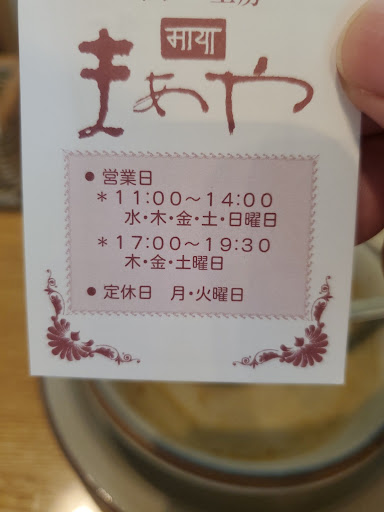 माया
まあや
● 営業日
＊11:00～14:00
水・木・金・土・日曜日
＊17:00～19:30
木・金・土曜日
● 定休日　月・火曜日